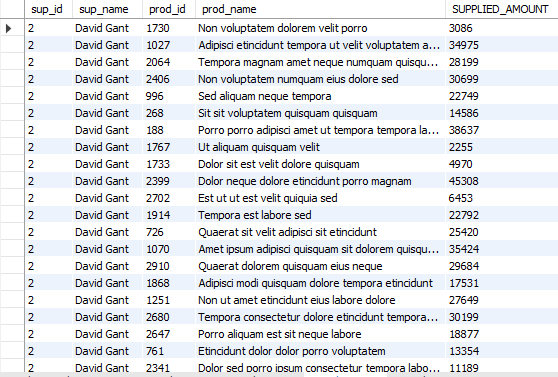 sup_id sup_name prod_id prod_name SUPPLIED_AMOUNT
2 David Gant 1730 Non voluptatem dolorem velit porro 3086
2 David Gant 1027 Adipisci etincidunt tempora ut velit voluptatem a... 34975
2 David Gant 2064 Tempora magnam amet neque numquam quisqu... 28199
2 David Gant 2406 Non voluptatem numquam eius dolore sed 30699
2 David Gant 996 Sed aliquam neque tempora 22749
2 David Gant 268 Sit sit voluptatem quisquam quisquam 14586
2 David Gant 188 Porro porro adipisci amet ut tempora tempora la... 38637
2 David Gant 1767 Ut aliquam quisquam velit 2255
2 David Gant 1733 Dolor sit est velit dolore quisquam 4970
2 David Gant 2399 Dolor neque dolore etincidunt porro magnam 45308
2 David Gant 2702 Est ut ut est velit quiquia sed 6453
2 David Gant 1914 Tempora est labore sed 22792
2 David Gant 726 Quaerat sit velit adipisci sit etincidunt 25420
2 David Gant 1070 Amet ipsum adipisci quisquam sit dolorem quisqu... 35424
2 David Gant 2910 Quaerat dolorem quisquam eius neque 29684
2 David Gant 1868 Adipisci modi quisquam dolore tempora etincidunt 17531
2 David Gant 1251 Non ut amet etincidunt eius labore dolore 27649
2 David Gant 2680 Tempora consectetur dolore etincidunt tempora... 30199
2 David Gant 2647 Porro aliquam est sit neque labore 18877
2 David Gant 761 Etincidunt dolor dolor porro voluptatem 13354
2 David Gant 2341 Dolor sed porro ipsum consectetur tempora labo... 11189